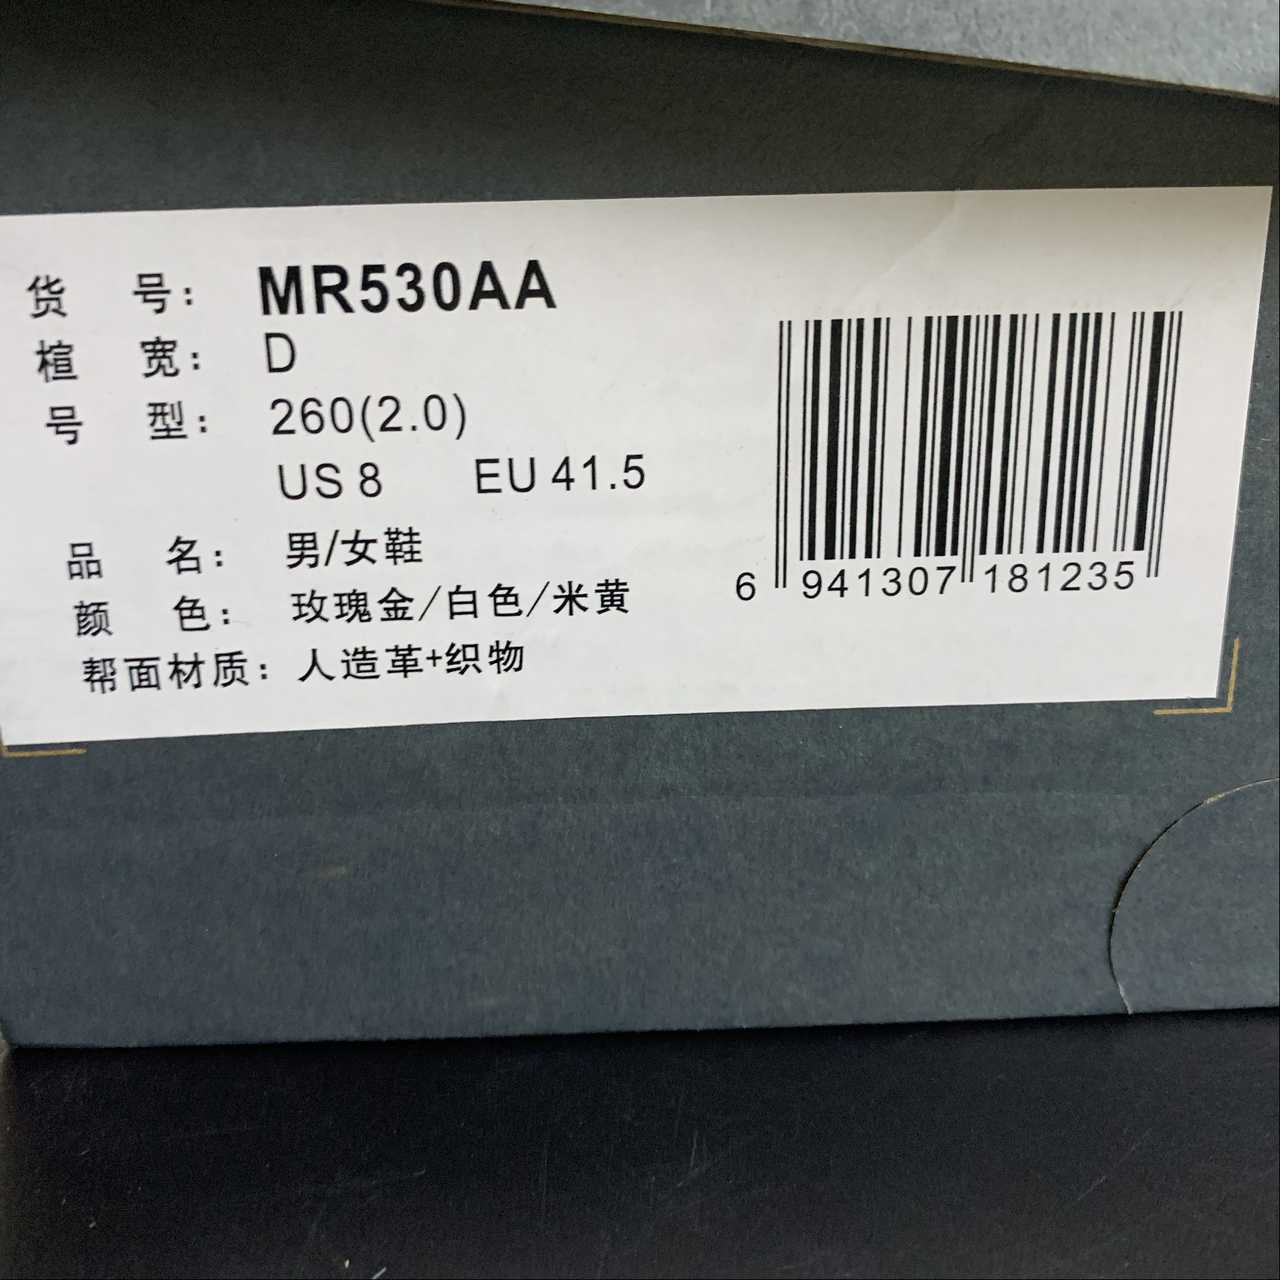 货 号: MR530AA
楦 宽: D
号 型: 260(2.0)
US 8 EU 41.5
品 名: 男/女鞋
颜 色: 玫瑰金/白色/米黄
帮面材质: 人造革+织物
6 941307 181235